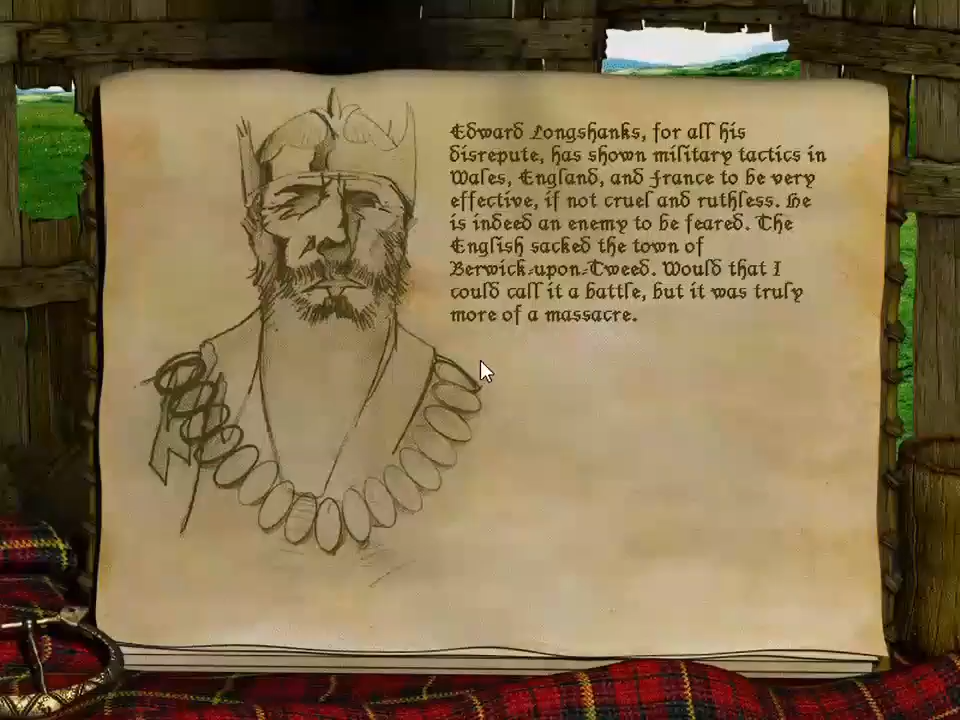 Edward Longshanks, for all his
disrepute, has shown military tactics in
Wales, England, and France to be very
effective, if not cruel and ruthless. He
is indeed an enemy to be feared. The
English sacked the town of
Berwick-upon-Tweed. Would that I
could call it a battle, but it was truly
more of a massacre.